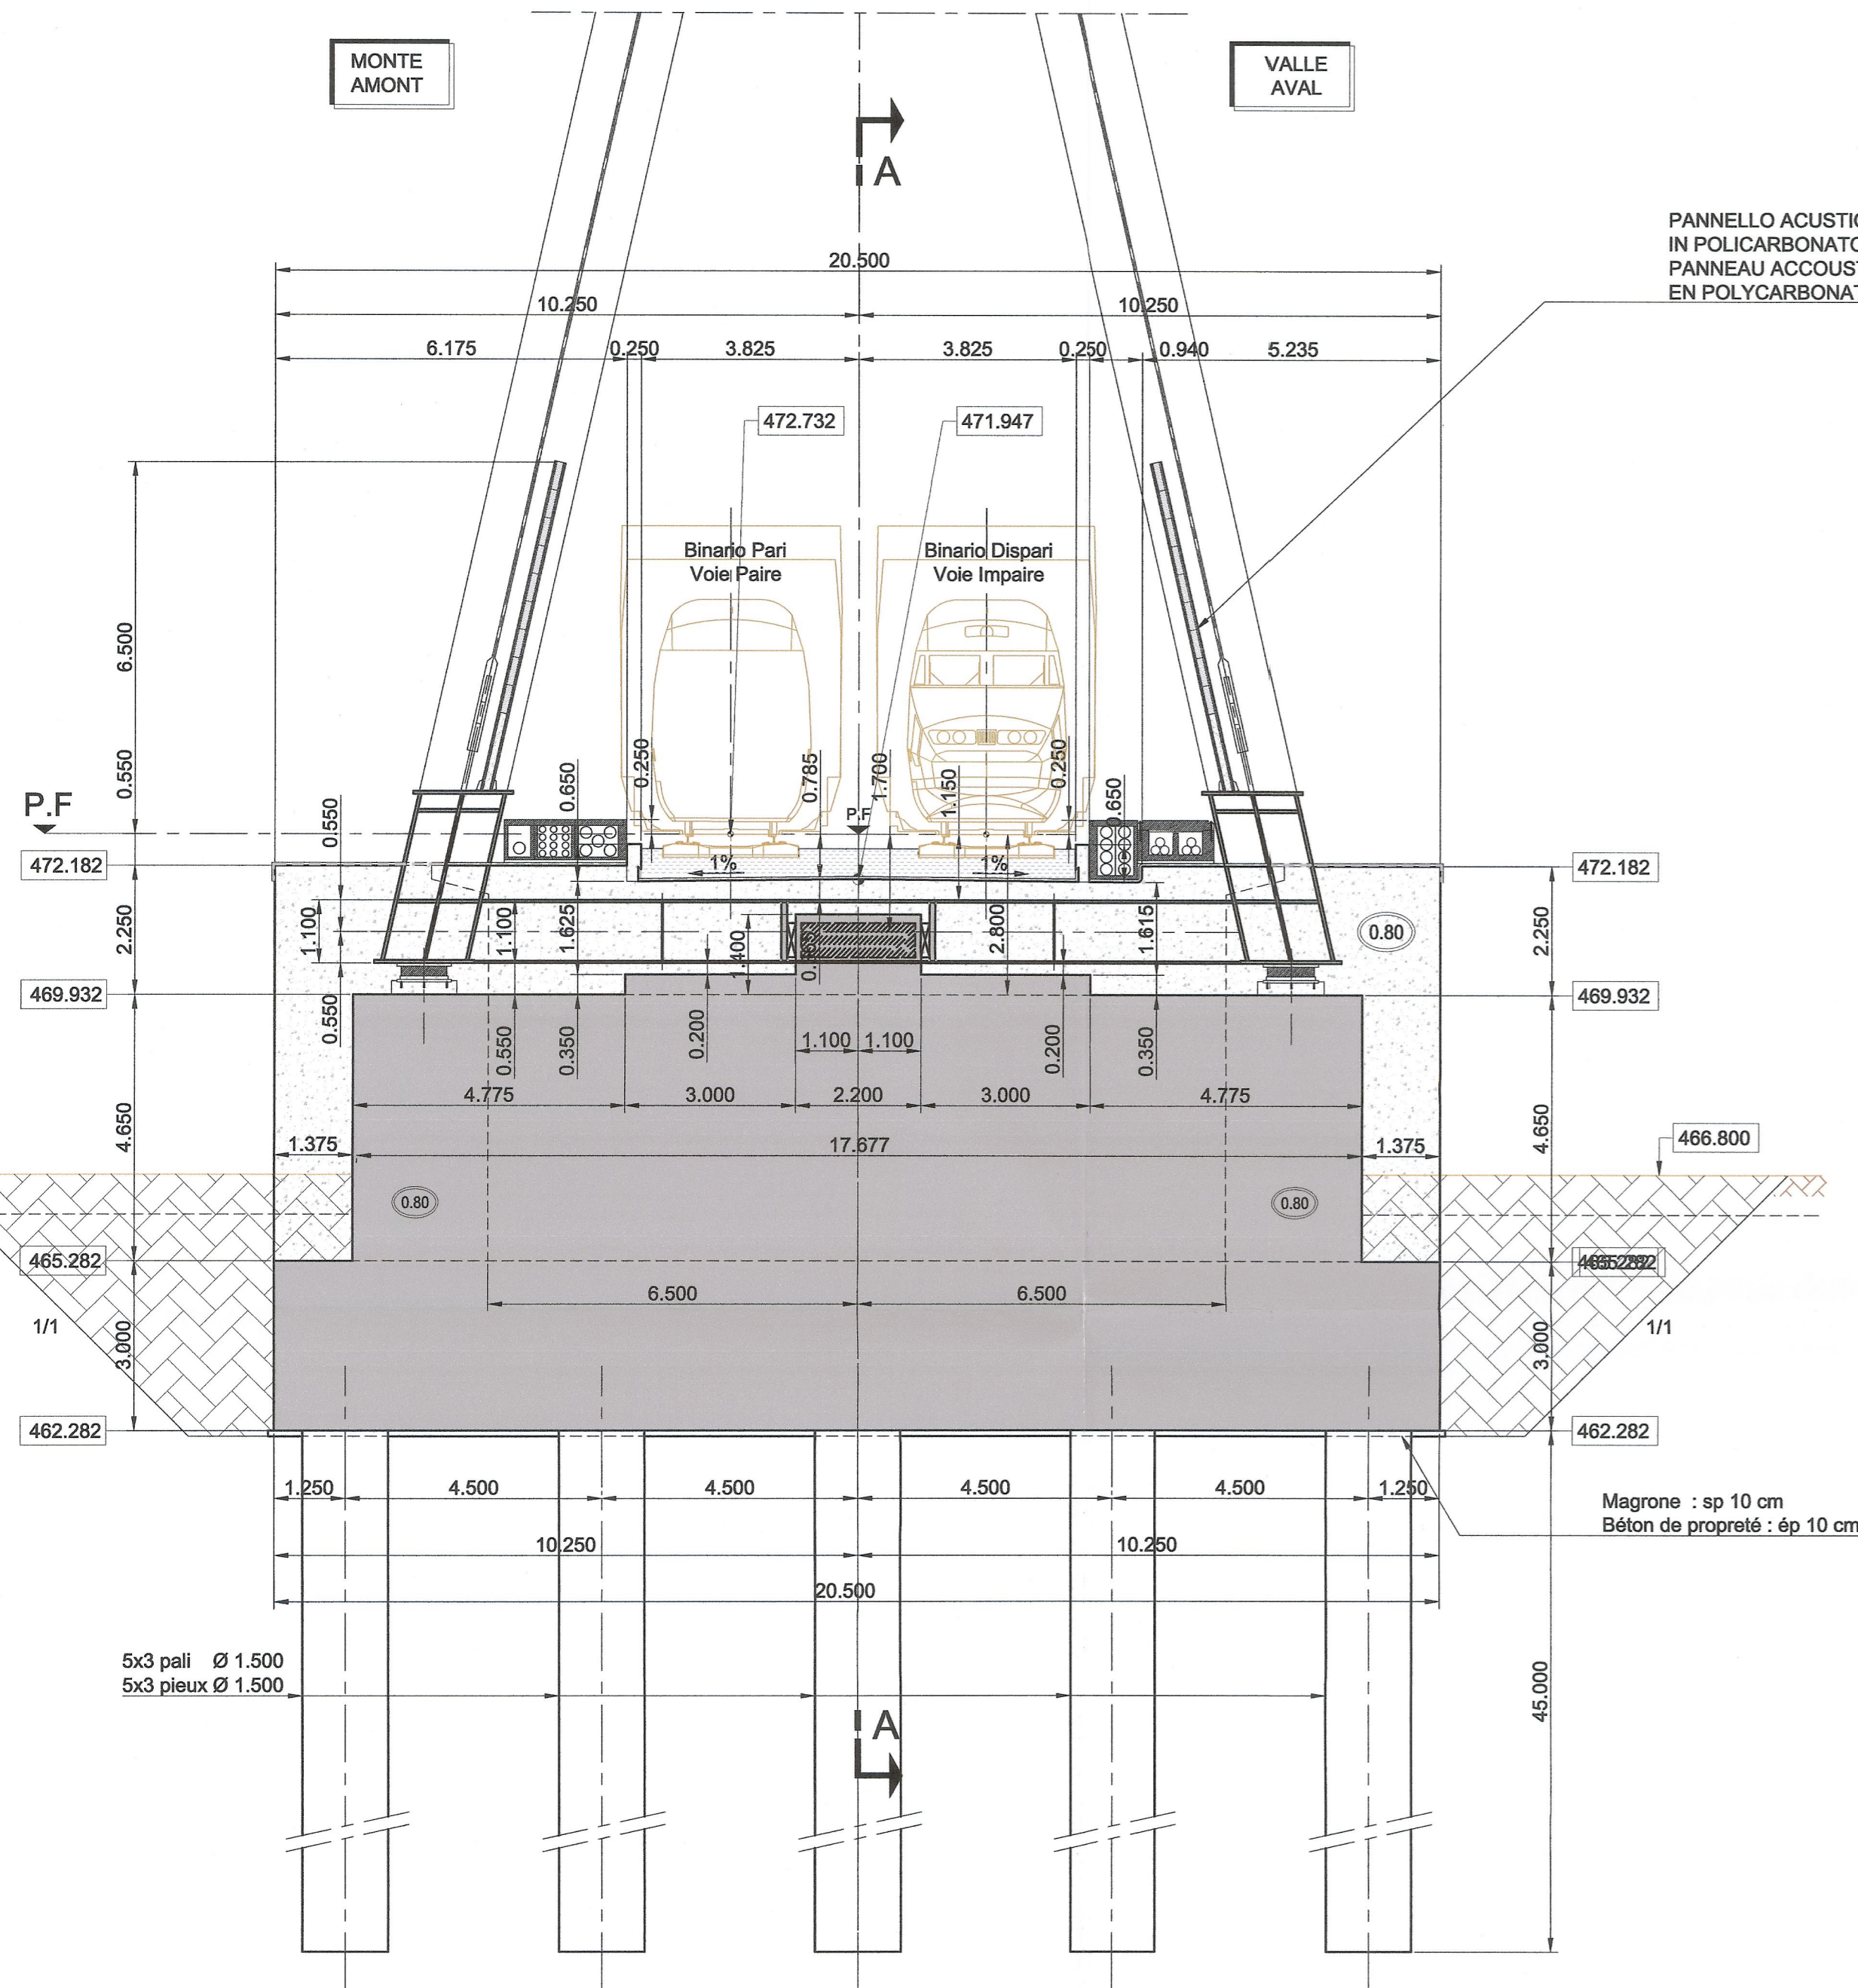 MONTE
AMONT
VALLE
AVAL
A
PANNELLO ACUSTIC
IN POLICARBONATO
PANNEAU ACCOUST
EN POLYCARBONAT
20.500
10.250 10.250
6.175 0.250 3.825 3.825 0.250 0.940 5.235
472.732 471.947
Binario Pari
Voie Paire
Binario Dispari
Voie Impaire
6.500
0.550
0.550
0.650
0.250
0.785
1.700
1.150
0.250
0.650
P.F
P.F
472.182
1% 1%
472.182
2.250
1.100
1.100
1.625
1.400
2.800
1.615
0.80
2.250
469.932
469.932
0.550
0.550
0.350
0.200
1.100 1.100
0.200
0.350
4.775 3.000 2.200 3.000 4.775
4.650
4.650
1.375 17.677 1.375
466.800
0.80 0.80
465.282
6.500 6.500
1/1 1/1
3.000
3.000
462.282
462.282
1.250 4.500 4.500 4.500 4.500 1.250
Magrone : sp 10 cm
Béton de propreté : ép 10 cm
10.250 10.250
20.500
5x3 pali Ø 1.500
5x3 pieux Ø 1.500
45.000
A